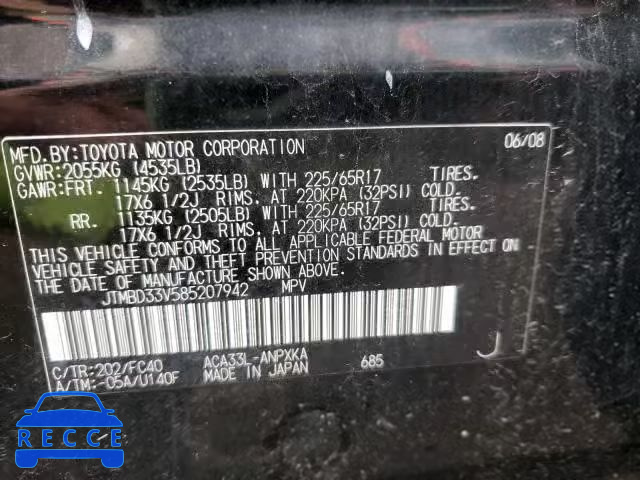 MFD.BY:TOYOTA MOTOR CORPORATION 06/08
GVWR:2055KG (4535LB)
GAWR:FRT. 1145KG (2535LB) WITH 225/65R17 TIRES.
17X6 1/2J RIMS. AT 220KPA (32PSI) COLD.
RR. 1135KG (2505LB) WITH 225/65R17 TIRES.
17X6 1/2J RIMS. AT 220KPA (32PSI) COLD.
THIS VEHICLE CONFORMS TO ALL APPLICABLE FEDERAL MOTOR
VEHICLE SAFETY AND THEFT PREVENTION STANDARDS IN EFFECT ON
THE DATE OF MANUFACTURE SHOWN ABOVE.
JTMBD33V585207942 MPV
C/TR:202/FC40 ACA33L-ANPXKA 685 J
A/TM:-05A/U140F MADE IN JAPAN
RECCE